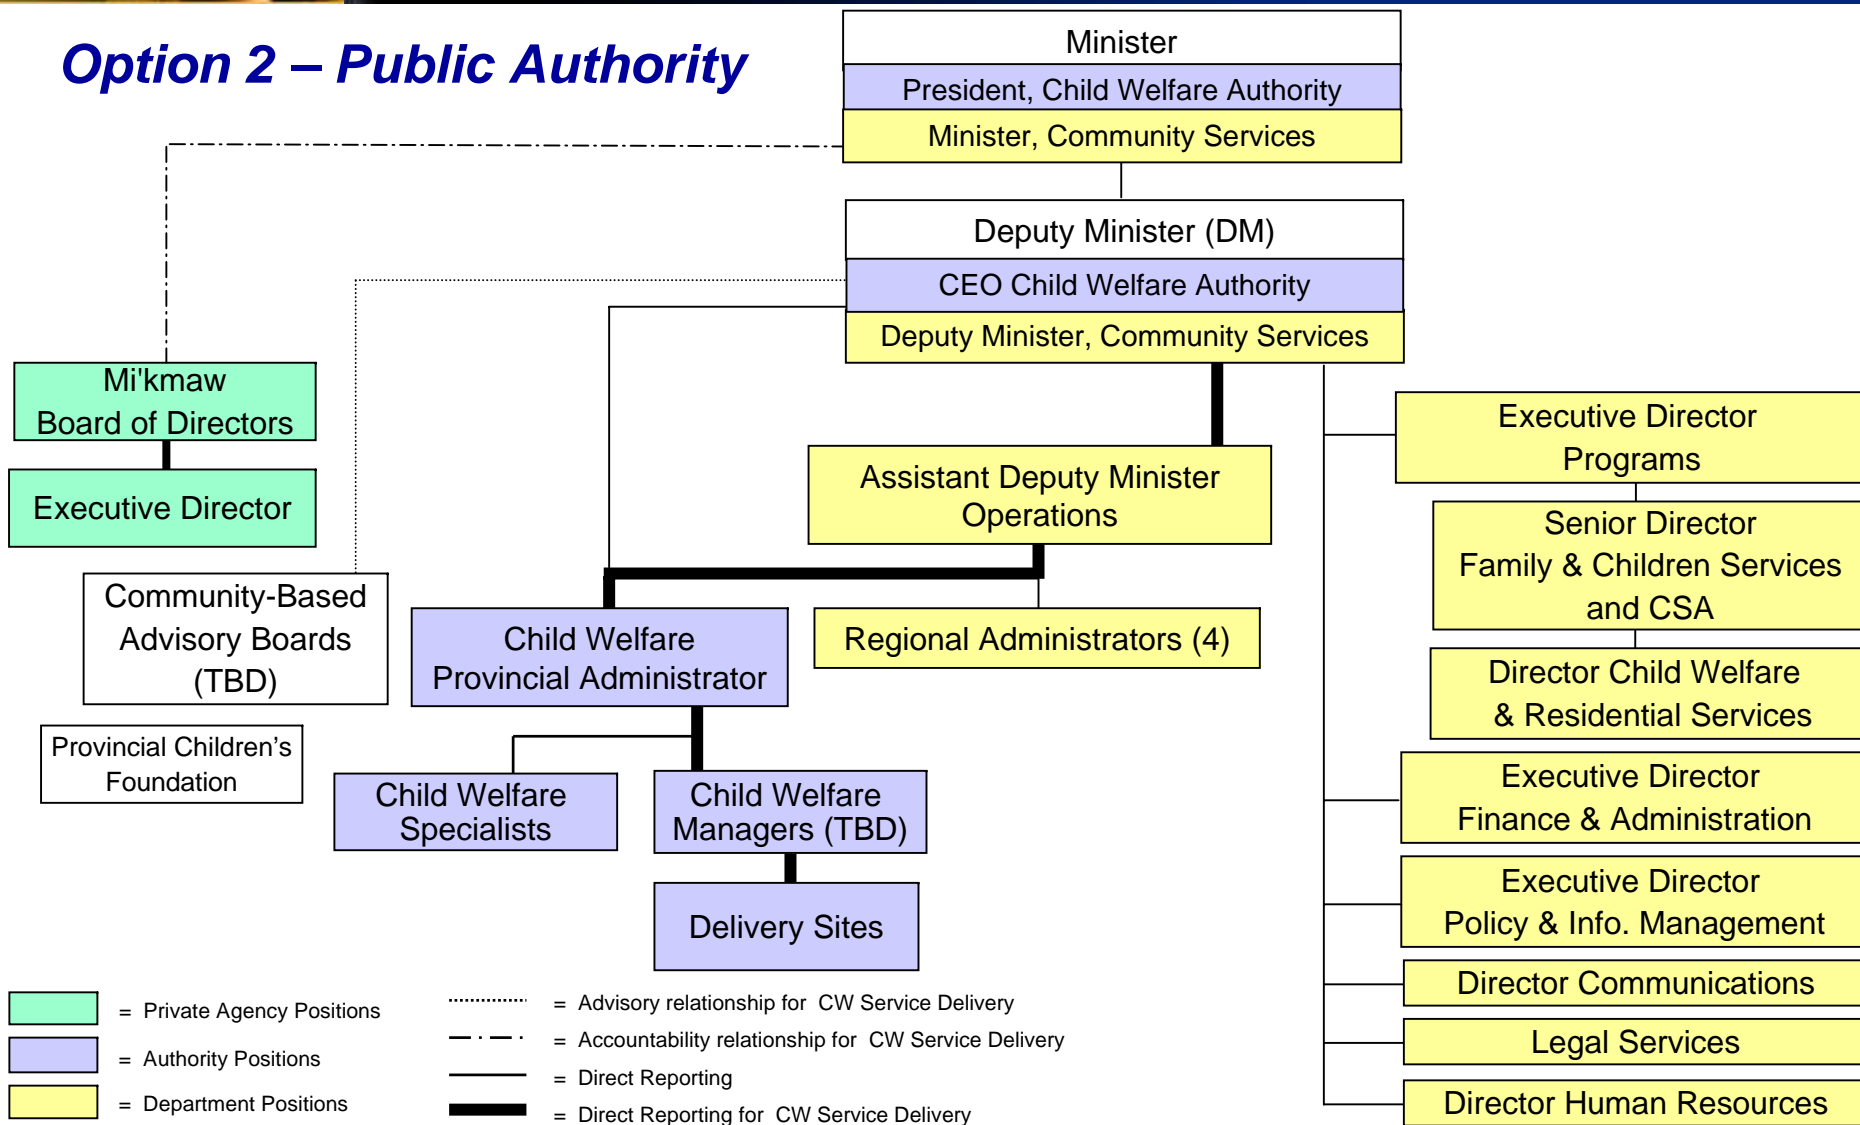 Option 2 – Public Authority
Minister
President, Child Welfare Authority
Minister, Community Services
Deputy Minister (DM)
CEO Child Welfare Authority
Deputy Minister, Community Services
Mi'kmaw
Board of Directors
Executive Director
Community-Based
Advisory Boards
(TBD)
Provincial Children’s
Foundation
Assistant Deputy Minister
Operations
Child Welfare
Provincial Administrator
Regional Administrators (4)
Child Welfare
Specialists
Child Welfare
Managers (TBD)
Delivery Sites
Executive Director
Programs
Senior Director
Family & Children Services
and CSA
Director Child Welfare
& Residential Services
Executive Director
Finance & Administration
Executive Director
Policy & Info. Management
Director Communications
Legal Services
Director Human Resources
= Private Agency Positions
= Authority Positions
= Department Positions
= Advisory relationship for CW Service Delivery
= Accountability relationship for CW Service Delivery
= Direct Reporting
= Direct Reporting for CW Service Delivery